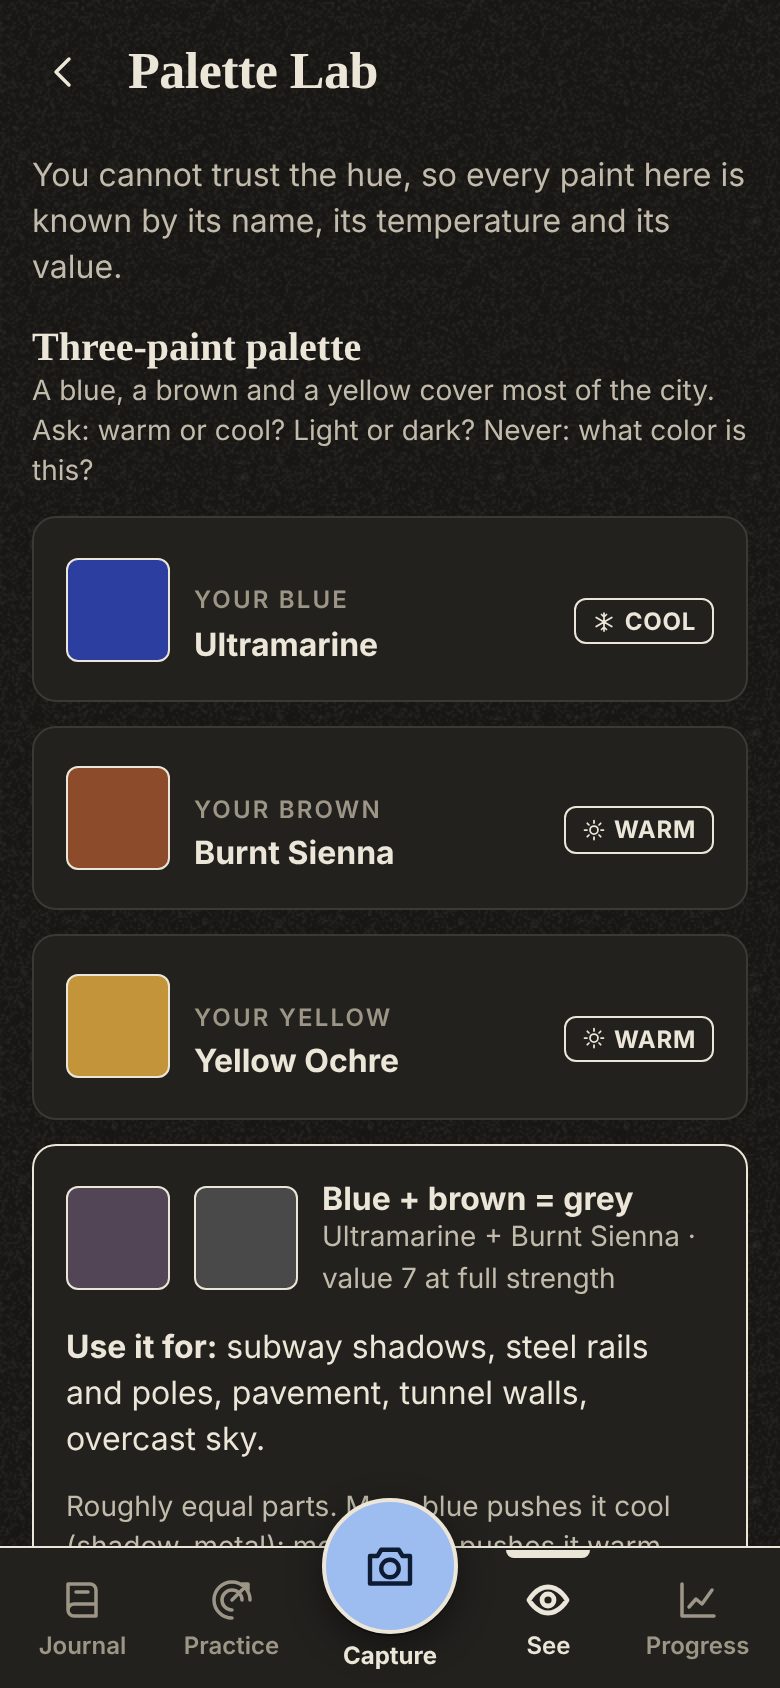 Palette Lab
You cannot trust the hue, so every paint here is
known by its name, its temperature and its
value.
Three-paint palette
A blue, a brown and a yellow cover most of the city.
Ask: warm or cool? Light or dark? Never: what color is
this?
YOUR BLUE
Ultramarine
COOL
YOUR BROWN
Burnt Sienna
WARM
YOUR YELLOW
Yellow Ochre
WARM
Blue + brown = grey
Ultramarine + Burnt Sienna ·
value 7 at full strength
Use it for: subway shadows, steel rails
and poles, pavement, tunnel walls,
overcast sky.
Roughly equal parts. blue pushes it cool
(shadow, metal); pushes it warm
Journal
Practice
Capture
See
Progress